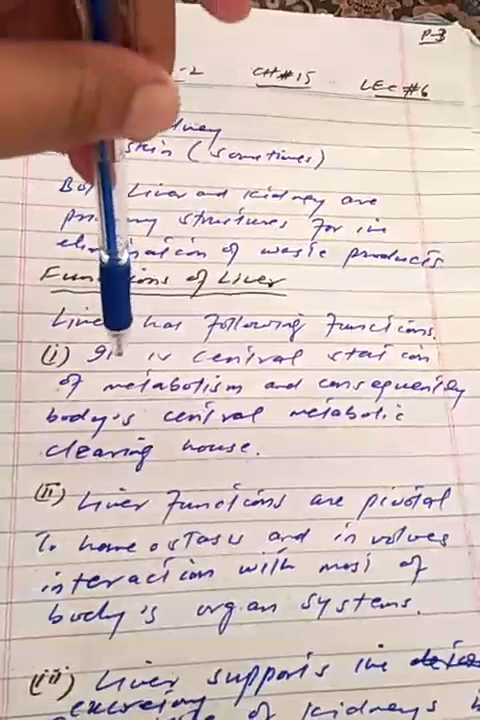 P-3
-2 CH#15 LEC#6
skin (sometimes)
Liver and kidney are
structures for
of waste products
Functions of Liver
Liver has following functions.
(i) It is central station
of metabolism and consequently
body's central metabolic
clearing house.
(ii) Liver functions are pivotal
To homeostasis and involves
interaction with most of
body's organ systems.
(iii) Liver supports the
excretory of kidneys